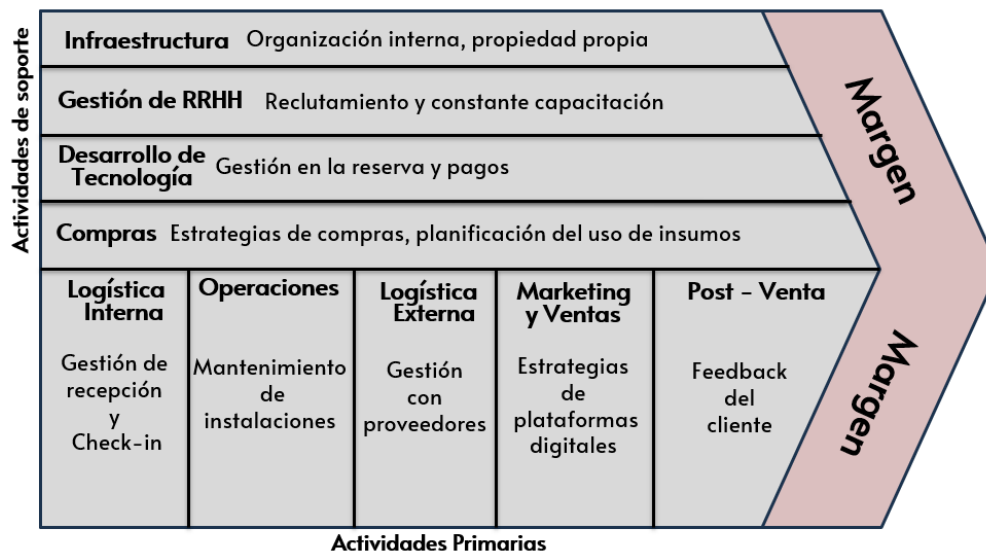 Actividades de soporte
Infraestructura Organización interna, propiedad propia
Gestión de RRHH Reclutamiento y constante capacitación
Desarrollo de
Tecnología Gestión en la reserva y pagos
Compras Estrategias de compras, planificación del uso de insumos
Logística
Interna
Gestión de
recepción
y
Check-in
Operaciones
Mantenimiento
de
instalaciones
Logística
Externa
Gestión
con
proveedores
Marketing
y Ventas
Estrategias
de
plataformas
digitales
Post - Venta
Feedback
del
cliente
Margen
Margen
Actividades Primarias